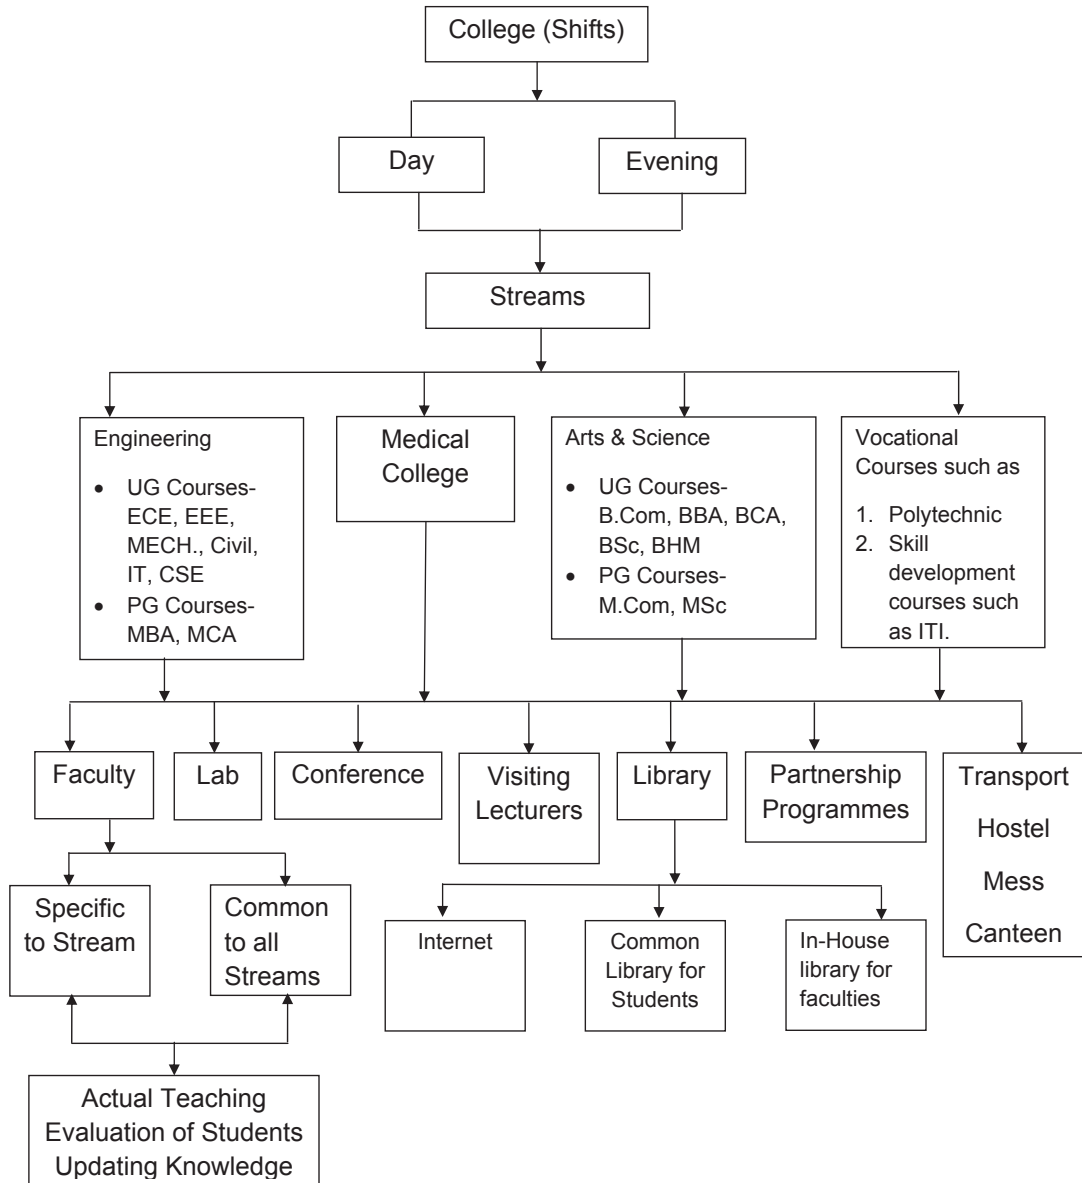 College (Shifts)
Day
Evening
Streams
Engineering
• UG Courses-
ECE, EEE,
MECH., Civil,
IT, CSE
• PG Courses-
MBA, MCA
Medical
College
Arts & Science
• UG Courses-
B.Com, BBA, BCA,
BSc, BHM
• PG Courses-
M.Com, MSc
Vocational
Courses such as
1. Polytechnic
2. Skill
development
courses such
as ITI.
Faculty
Lab
Conference
Visiting
Lecturers
Library
Partnership
Programmes
Transport
Hostel
Mess
Canteen
Specific
to Stream
Common
to all
Streams
Internet
Common
Library for
Students
In-House
library for
faculties
Actual Teaching
Evaluation of Students
Updating Knowledge